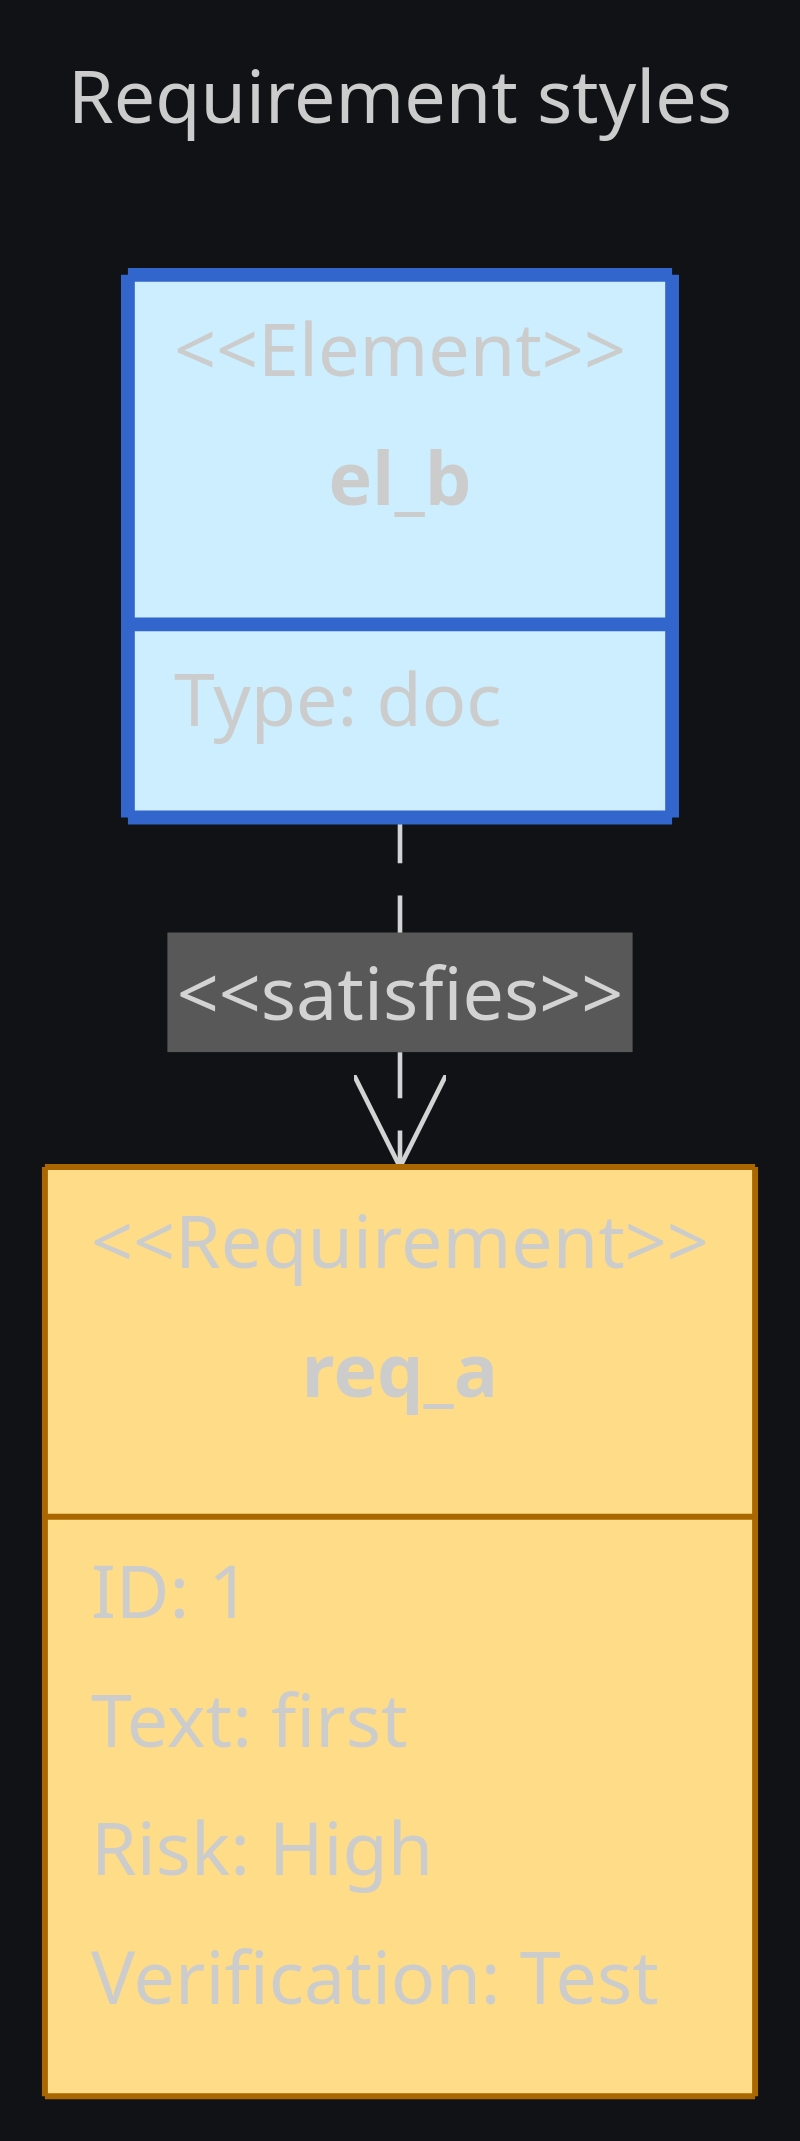 Requirement styles
<<Element>>
el_b
Type: doc
<<satisfies>>
<<Requirement>>
req_a
ID: 1
Text: first
Risk: High
Verification: Test